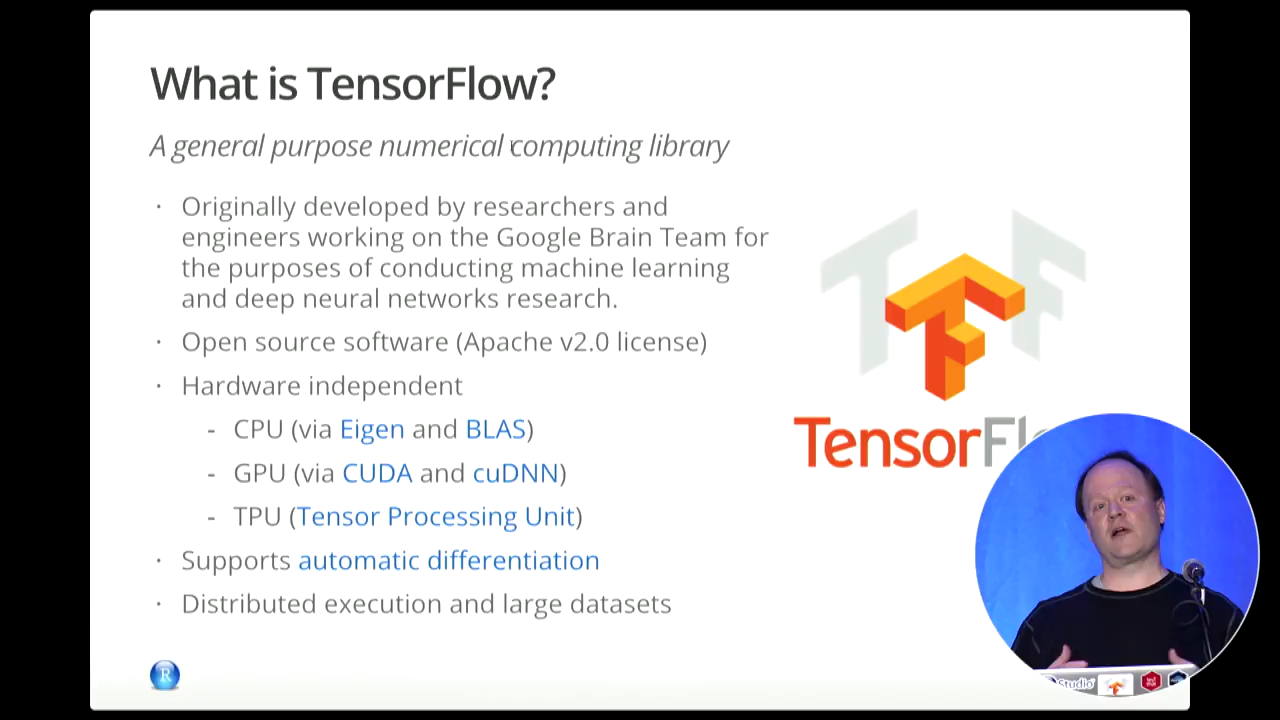 What is TensorFlow?
A general purpose numerical computing library
· Originally developed by researchers and
engineers working on the Google Brain Team for
the purposes of conducting machine learning
and deep neural networks research.
· Open source software (Apache v2.0 license)
· Hardware independent
- CPU (via Eigen and BLAS)
- GPU (via CUDA and cuDNN)
- TPU (Tensor Processing Unit)
· Supports automatic differentiation
· Distributed execution and large datasets
TF
TensorFl
R
Studio